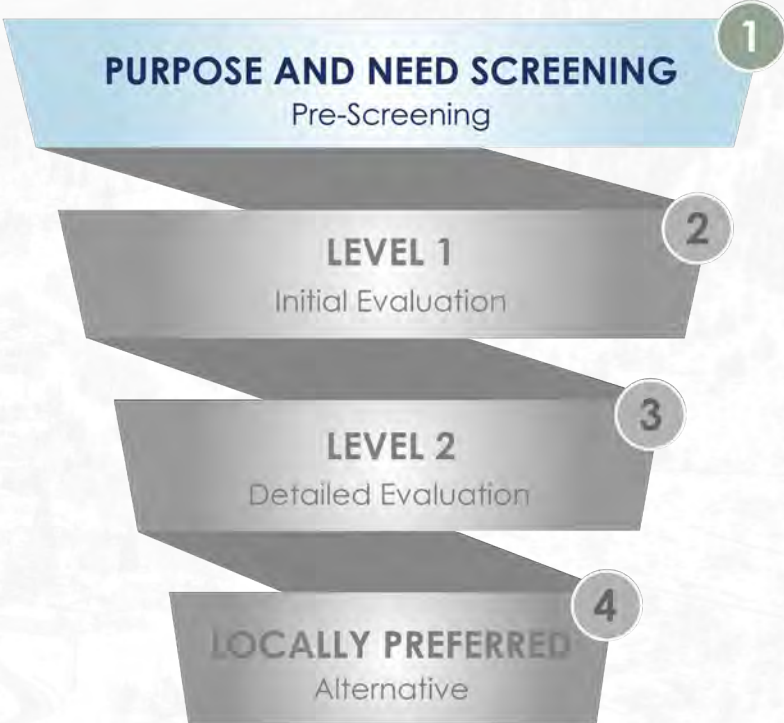 1
PURPOSE AND NEED SCREENING
Pre-Screening
2
LEVEL 1
Initial Evaluation
3
LEVEL 2
Detailed Evaluation
4
LOCALLY PREFERRED
Alternative